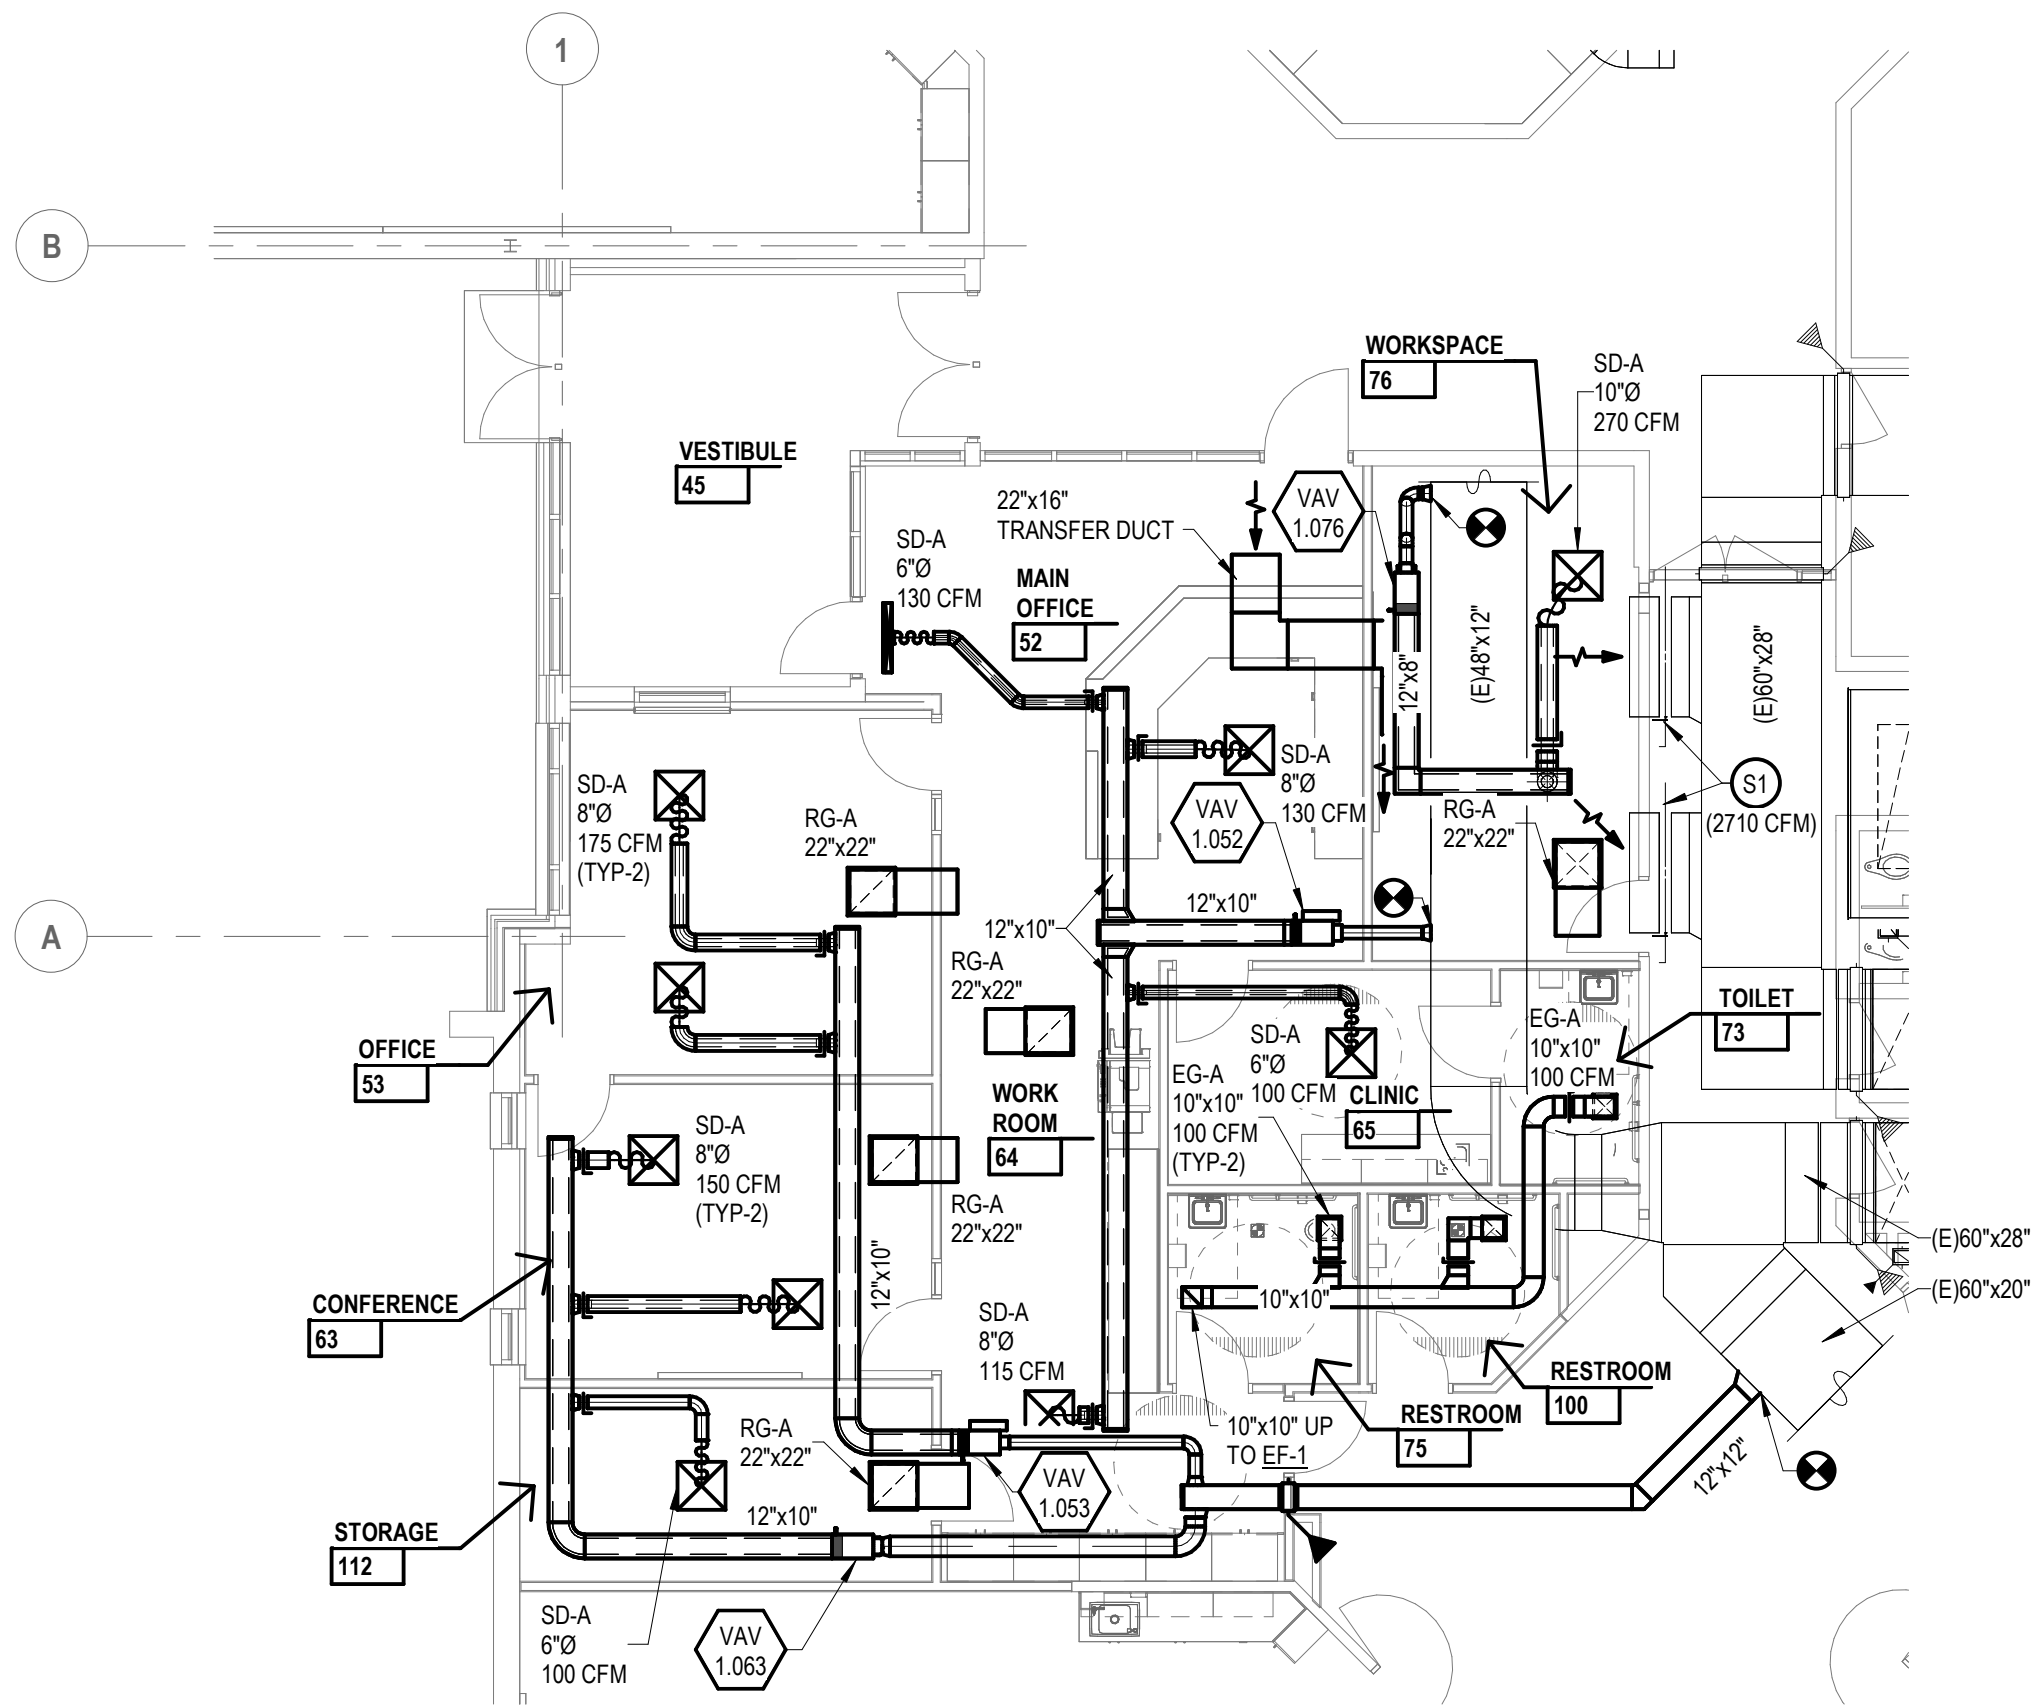 1
B
WORKSPACE
76
SD-A
10"Ø
270 CFM
VESTIBULE
45
22"x16"
TRANSFER DUCT
VAV
1.076
SD-A
6"Ø
130 CFM
MAIN
OFFICE
52
12"x8"
(E)48"x12"
(E)60"x28"
SD-A
8"Ø
175 CFM
(TYP-2)
RG-A
22"x22"
SD-A
8"Ø
130 CFM
VAV
1.052
RG-A
22"x22"
S1
(2710 CFM)
A
12"x10"
12"x10"
RG-A
22"x22"
OFFICE
53
SD-A
6"Ø
100 CFM
EG-A
10"x10"
100 CFM
TOILET
73
EG-A
10"x10"
100 CFM
(TYP-2)
CLINIC
65
WORK
ROOM
64
SD-A
8"Ø
150 CFM
(TYP-2)
RG-A
22"x22"
(E)60"x28"
(E)60"x20"
12"x10"
10"x10"
CONFERENCE
63
SD-A
8"Ø
115 CFM
RESTROOM
100
RESTROOM
75
10"x10" UP
TO EF-1
RG-A
22"x22"
12"x12"
VAV
1.053
12"x10"
STORAGE
112
SD-A
6"Ø
100 CFM
VAV
1.063